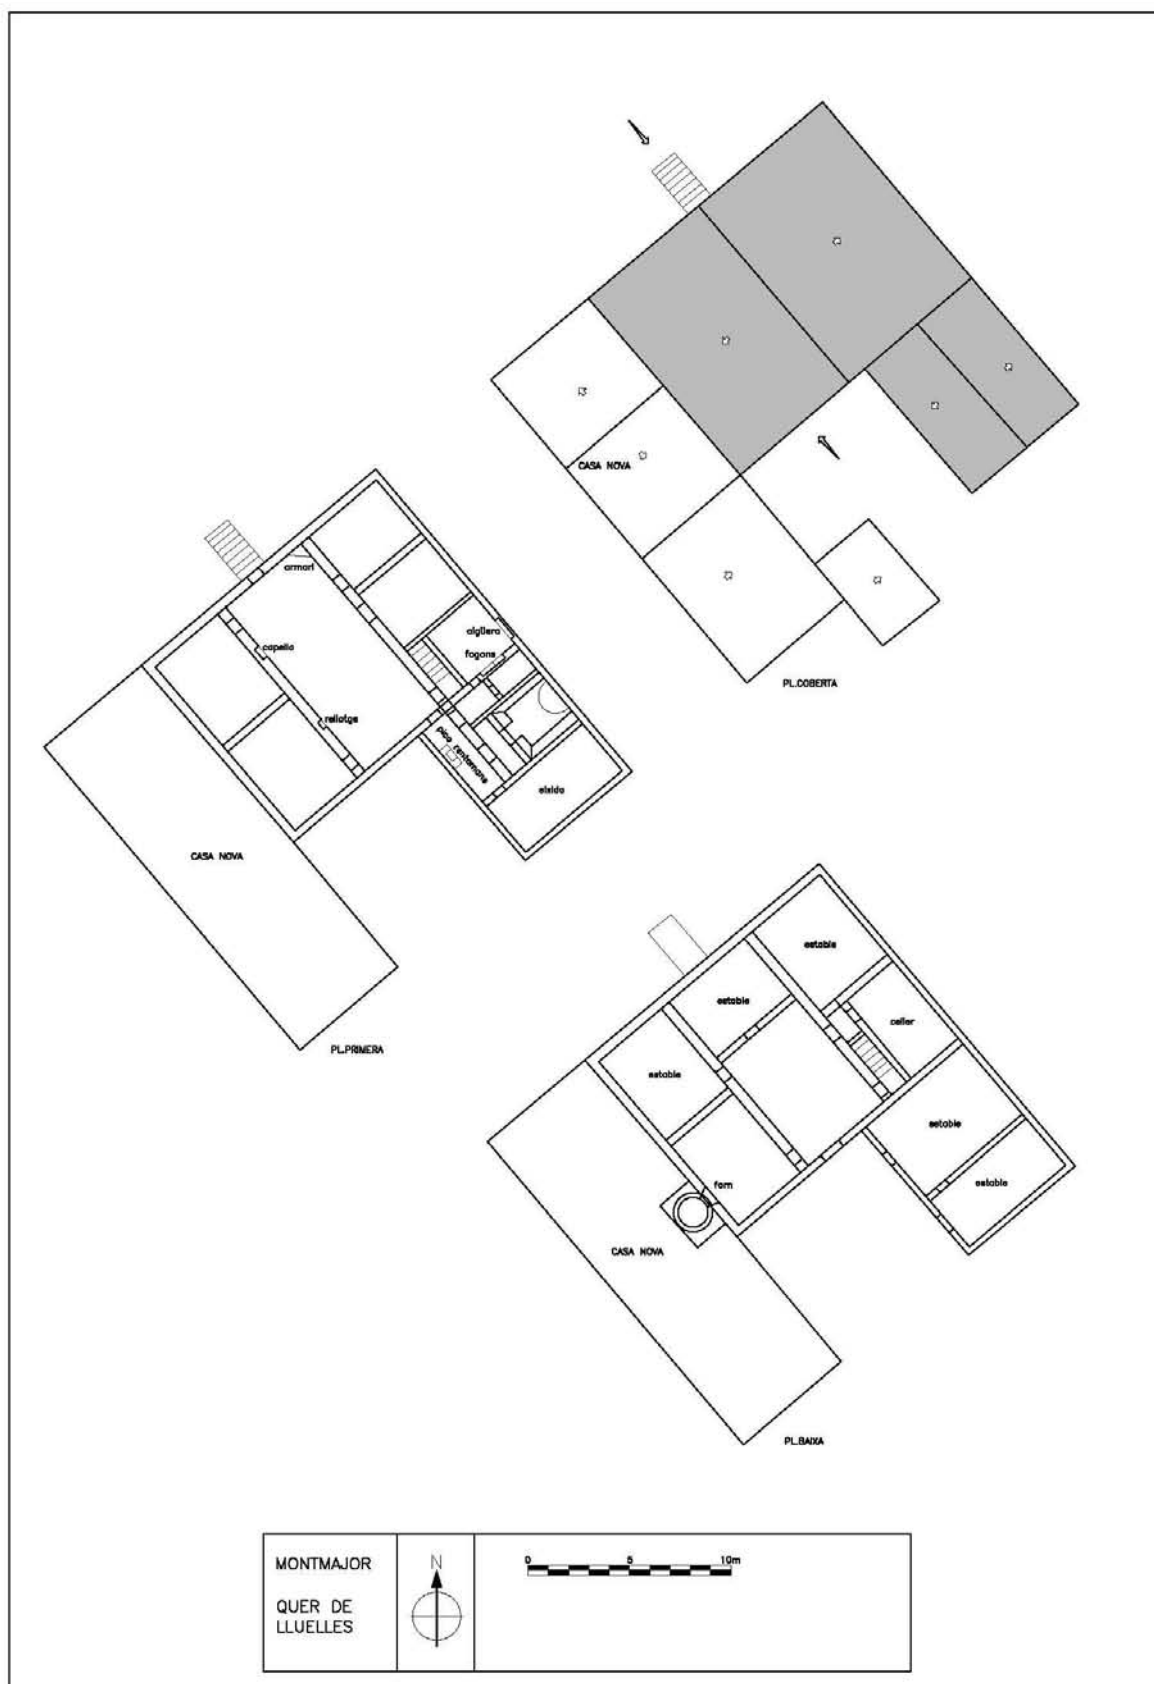 CASA NOVA
PL.COBERTA
armari
capella
rellotge
aigüera
fogons
pica rentamans
eixida
CASA NOVA
PL.PRIMERA
estable
estable
estable
celler
estable
estable
forn
CASA NOVA
PL.BAIXA
MONTMAJOR
QUER DE
LLUELLES
N
0 5 10m